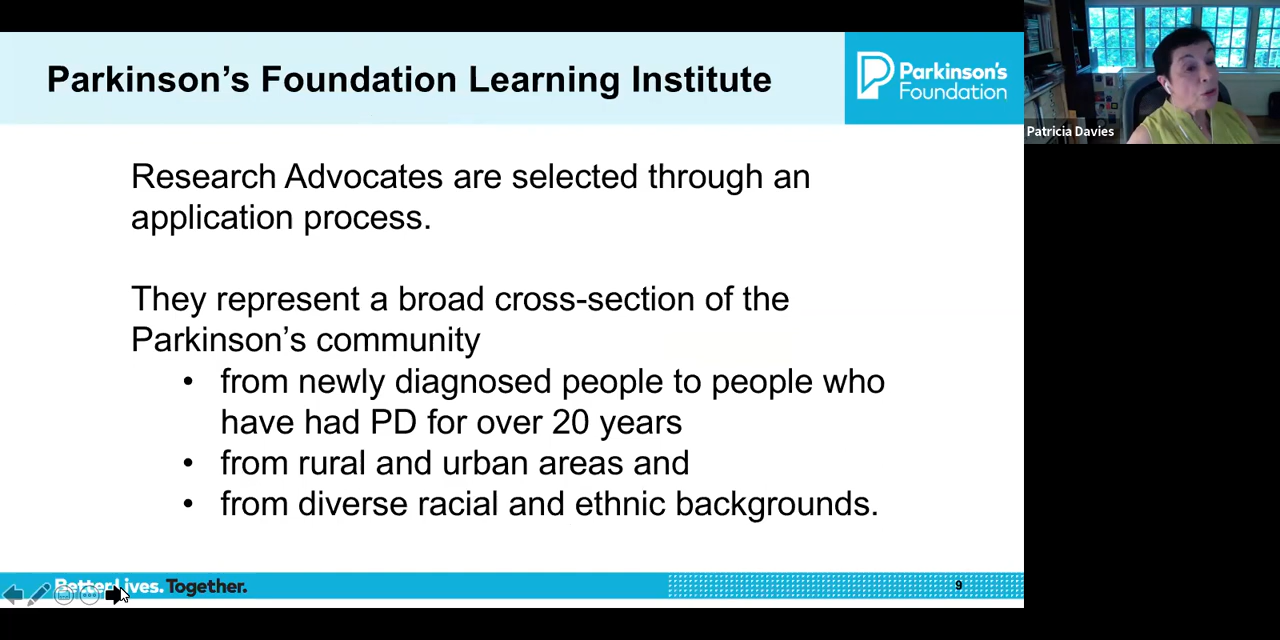 Parkinson’s Foundation Learning Institute
Parkinson’s
Foundation
Patricia Davies
Research Advocates are selected through an
application process.
They represent a broad cross-section of the
Parkinson’s community
• from newly diagnosed people to people who
have had PD for over 20 years
• from rural and urban areas and
• from diverse racial and ethnic backgrounds.
Better Lives. Together.
9